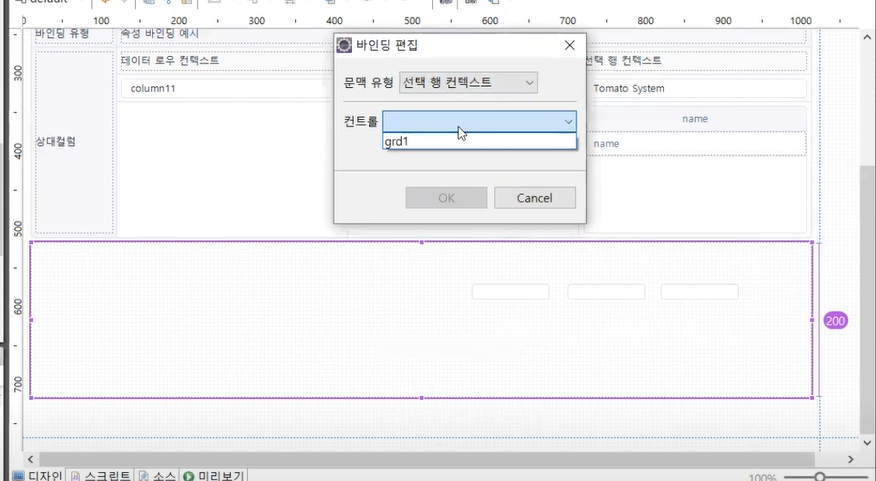 default
0 100 200 300 400 500 600 700 800 900 1000
바인딩 유형
속성 바인딩 예시
바인딩 편집
데이터 로우 컨텍스트
선택 행 컨텍스트
문맥 유형
선택 행 컨텍스트
column11
Tomato System
컨트롤
name
grd1
상대컬럼
name
OK
Cancel
300
400
500
600
700
200
디자인
스크립트
소스
미리보기
100%